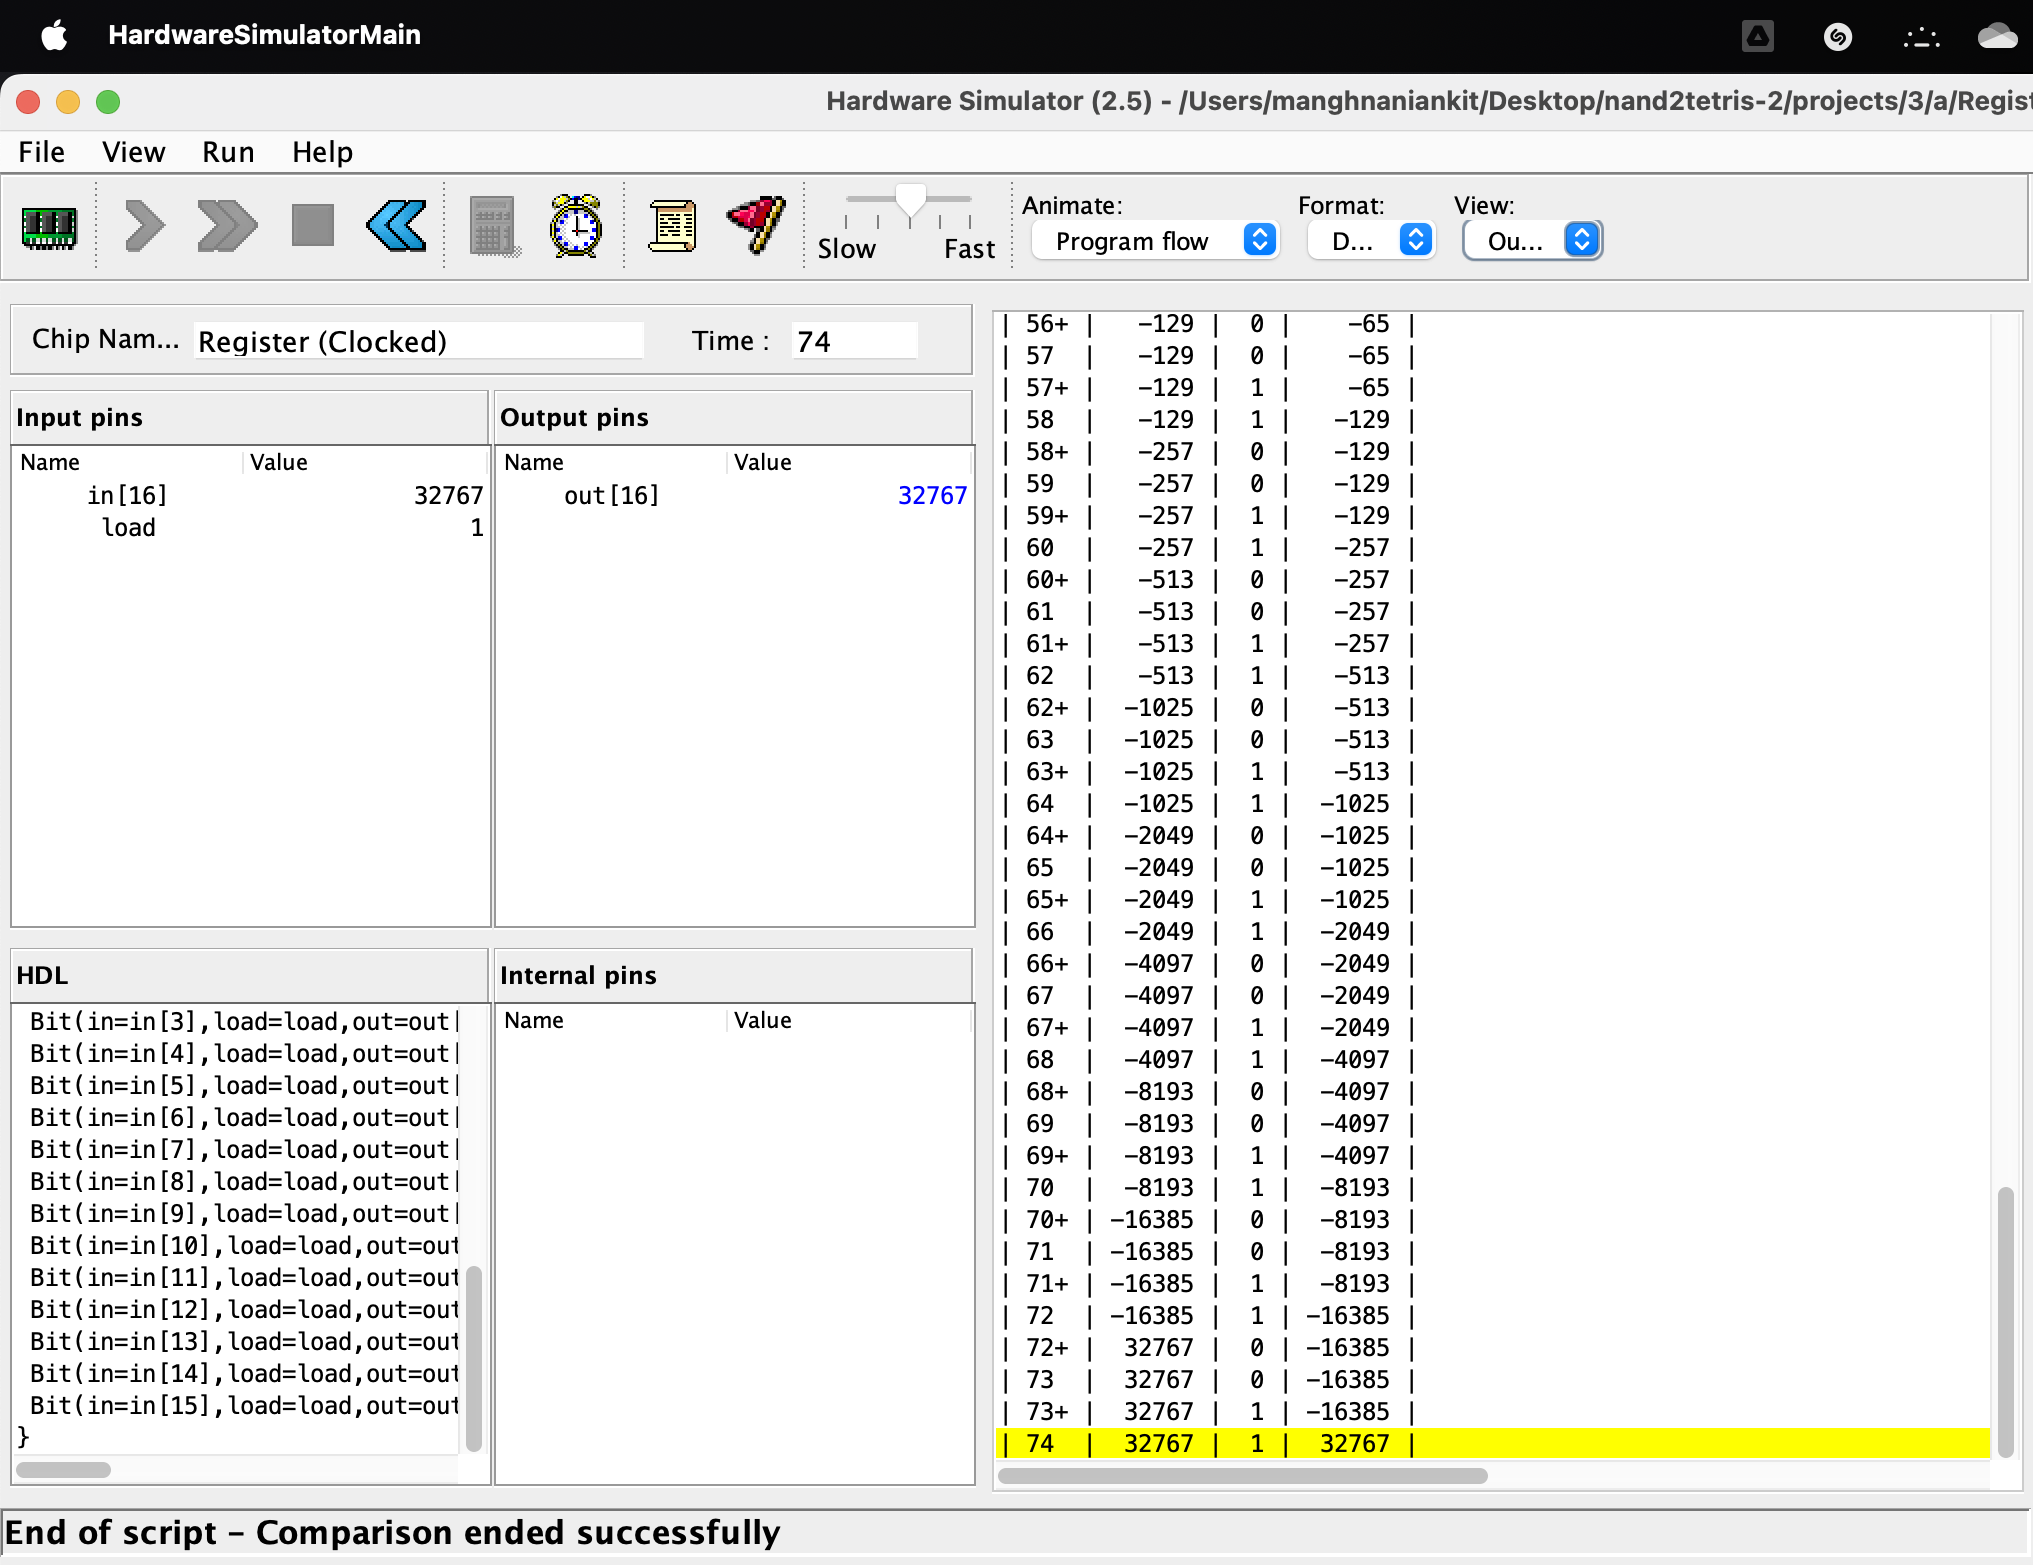 HardwareSimulatorMain
Hardware Simulator (2.5) - /Users/manghnaniankit/Desktop/nand2tetris-2/projects/3/a/Regist
File View Run Help
Animate: Format: View:
Slow Fast Program flow D... Ou...
Chip Nam... Register (Clocked) Time : 74
Input pins
Name Value
in[16] 32767
load 1
Output pins
Name Value
out[16] 32767
HDL
Bit(in=in[3],load=load,out=out[
Bit(in=in[4],load=load,out=out[
Bit(in=in[5],load=load,out=out[
Bit(in=in[6],load=load,out=out[
Bit(in=in[7],load=load,out=out[
Bit(in=in[8],load=load,out=out[
Bit(in=in[9],load=load,out=out[
Bit(in=in[10],load=load,out=out
Bit(in=in[11],load=load,out=out
Bit(in=in[12],load=load,out=out
Bit(in=in[13],load=load,out=out
Bit(in=in[14],load=load,out=out
Bit(in=in[15],load=load,out=out
}
Internal pins
Name Value
| 56+ | -129 | 0 | -65 |
| 57 | -129 | 0 | -65 |
| 57+ | -129 | 1 | -65 |
| 58 | -129 | 1 | -129 |
| 58+ | -257 | 0 | -129 |
| 59 | -257 | 0 | -129 |
| 59+ | -257 | 1 | -129 |
| 60 | -257 | 1 | -257 |
| 60+ | -513 | 0 | -257 |
| 61 | -513 | 0 | -257 |
| 61+ | -513 | 1 | -257 |
| 62 | -513 | 1 | -513 |
| 62+ | -1025 | 0 | -513 |
| 63 | -1025 | 0 | -513 |
| 63+ | -1025 | 1 | -513 |
| 64 | -1025 | 1 | -1025 |
| 64+ | -2049 | 0 | -1025 |
| 65 | -2049 | 0 | -1025 |
| 65+ | -2049 | 1 | -1025 |
| 66 | -2049 | 1 | -2049 |
| 66+ | -4097 | 0 | -2049 |
| 67 | -4097 | 0 | -2049 |
| 67+ | -4097 | 1 | -2049 |
| 68 | -4097 | 1 | -4097 |
| 68+ | -8193 | 0 | -4097 |
| 69 | -8193 | 0 | -4097 |
| 69+ | -8193 | 1 | -4097 |
| 70 | -8193 | 1 | -8193 |
| 70+ | -16385 | 0 | -8193 |
| 71 | -16385 | 0 | -8193 |
| 71+ | -16385 | 1 | -8193 |
| 72 | -16385 | 1 | -16385 |
| 72+ | 32767 | 0 | -16385 |
| 73 | 32767 | 0 | -16385 |
| 73+ | 32767 | 1 | -16385 |
| 74 | 32767 | 1 | 32767 |
End of script - Comparison ended successfully